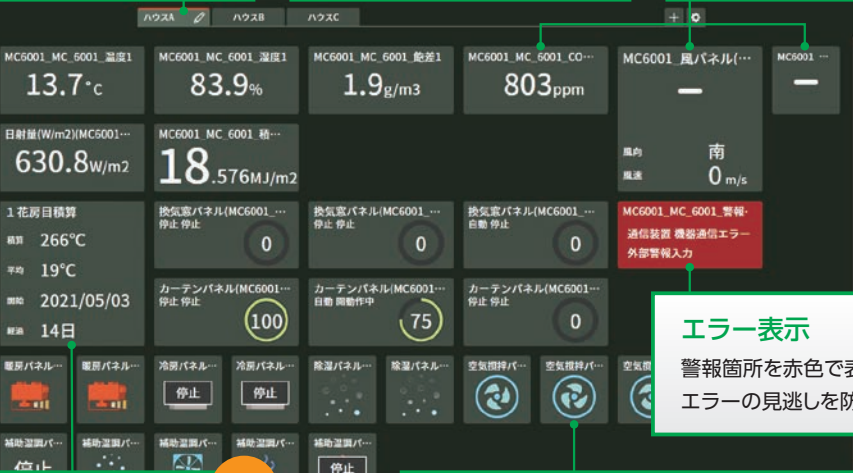 ハウスA ハウスB ハウスC
MC6001_MC_6001_温度1
13.7℃
MC6001_MC_6001_湿度1
83.9%
MC6001_MC_6001_飽差1
1.9g/m3
MC6001_MC_6001_CO…
803ppm
MC6001_風パネル(…
ー
風向 南
風速 0 m/s
MC6001 …
ー
日射量(W/m2)(MC6001…
630.8W/m2
MC6001_MC_6001_積…
18.576MJ/m2
1花房日積算
積算 266℃
平均 19℃
開始 2021/05/03
経過 14日
換気窓パネル(MC6001_…
停止 停止
0
換気窓パネル(MC6001_…
停止 停止
0
換気窓パネル(MC6001_…
自動 停止
0
MC6001_MC_6001_警報·
通信装置 機器通信エラー
外部警報入力
カーテンパネル(MC6001…
停止 停止
100
カーテンパネル(MC6001…
自動 開動作中
75
カーテンパネル(MC6001…
停止 停止
0
エラー表示
警報箇所を赤色で表
エラーの見逃しを防
暖房パネル…
暖房パネル…
冷房パネル…
停止
冷房パネル…
停止
除湿パネル…
除湿パネル…
空気撹拌パ…
空気撹拌パ…
空気撹
補助温調パ…
停止
補助温調パ…
補助温調パ…
補助温調パ…
補助温調パ…
停止